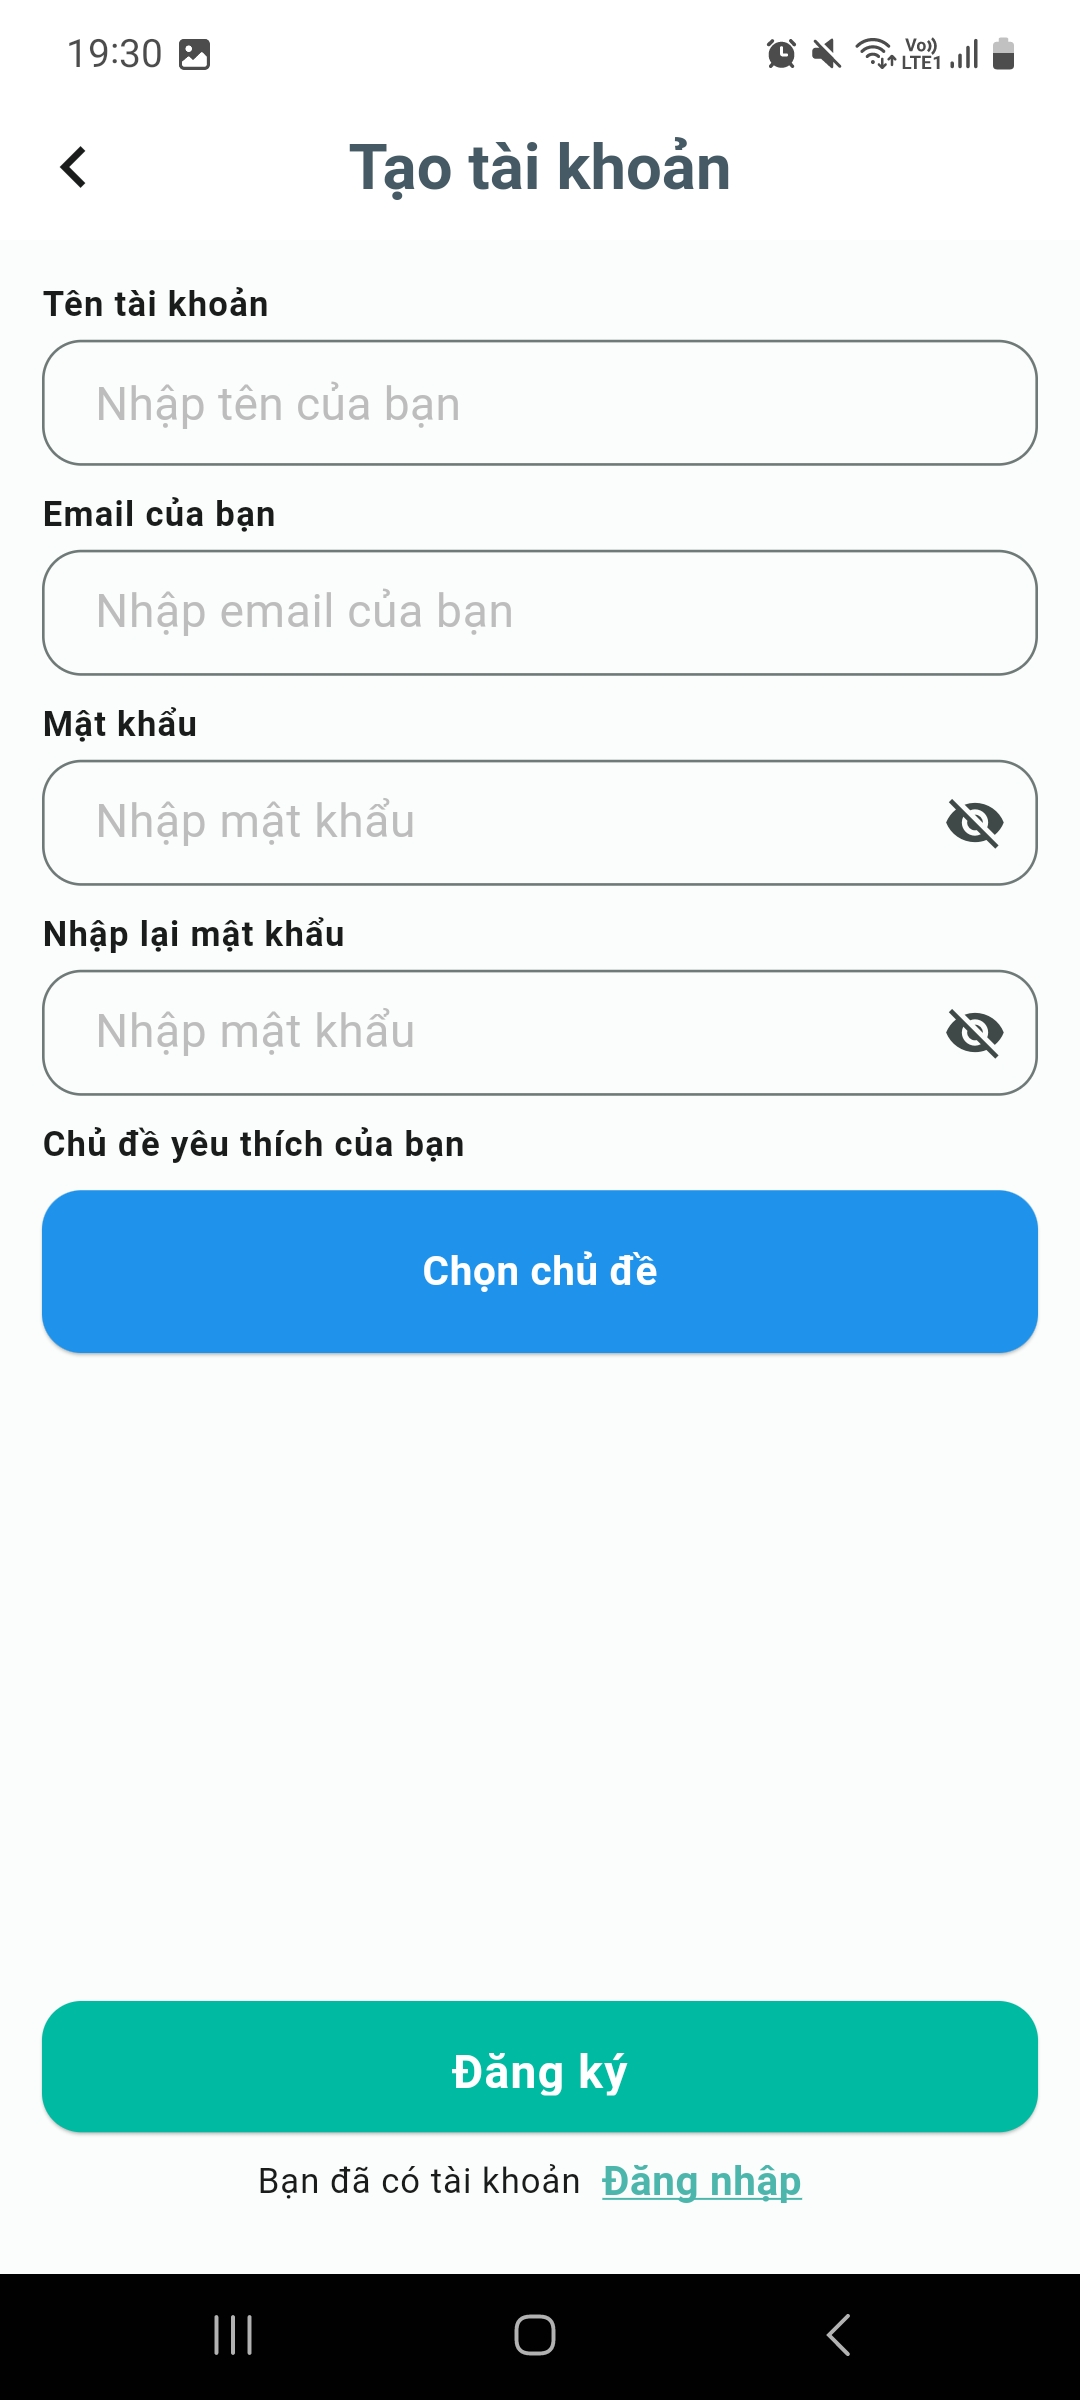 19:30 Vo)) LTE1
Tạo tài khoản
Tên tài khoản
Nhập tên của bạn
Email của bạn
Nhập email của bạn
Mật khẩu
Nhập mật khẩu
Nhập lại mật khẩu
Nhập mật khẩu
Chủ đề yêu thích của bạn
Chọn chủ đề
Đăng ký
Bạn đã có tài khoản Đăng nhập